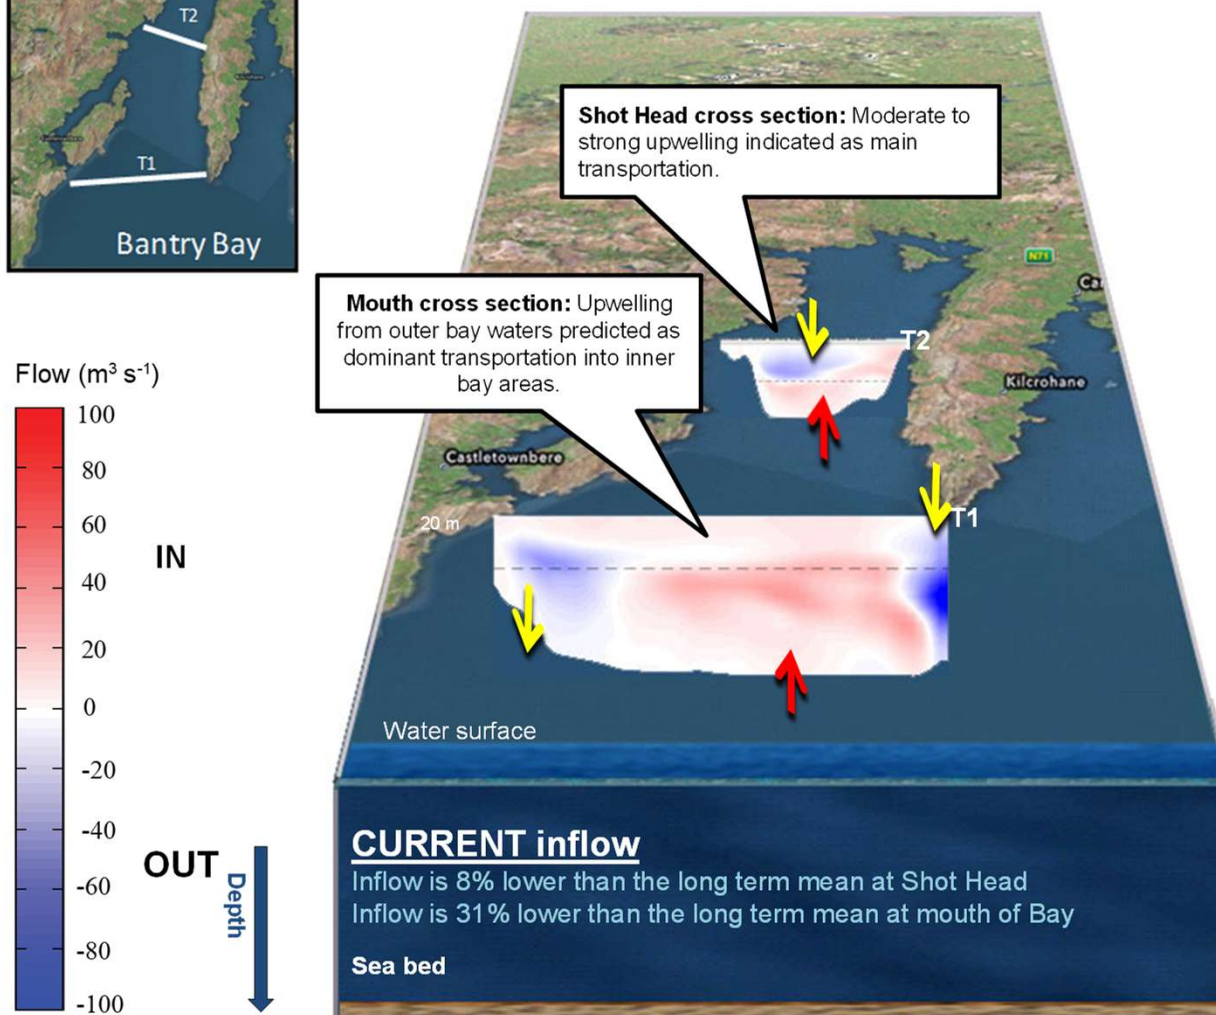 T2
T1
Bantry Bay
Shot Head cross section: Moderate to
strong upwelling indicated as main
transportation.
N71
Mouth cross section: Upwelling
from outer bay waters predicted as
dominant transportation into inner
bay areas.
T2
Kilcrohane
Castletownbere
20 m
T1
Flow (m³ s⁻¹)
100
80
60
40
20
0
-20
-40
-60
-80
-100
IN
OUT
Depth
Water surface
CURRENT inflow
Inflow is 8% lower than the long term mean at Shot Head
Inflow is 31% lower than the long term mean at mouth of Bay
Sea bed